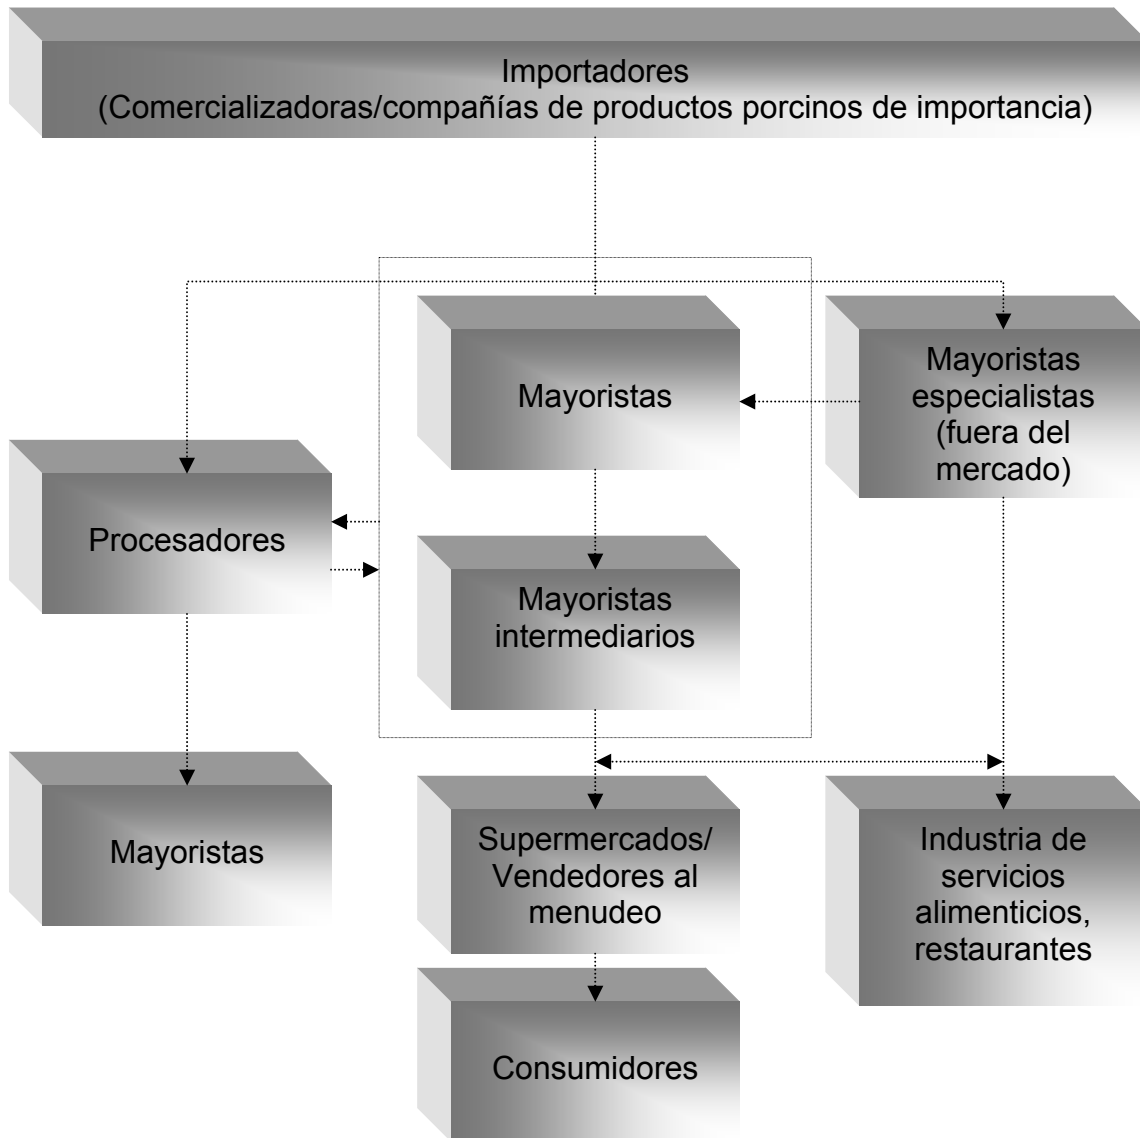 Importadores
(Comercializadoras/compañías de productos porcinos de importancia)
Mayoristas
Mayoristas
especialistas
(fuera del
mercado)
Procesadores
Mayoristas
intermediarios
Mayoristas
Supermercados/
Vendedores al
menudeo
Industria de
servicios
alimenticios,
restaurantes
Consumidores